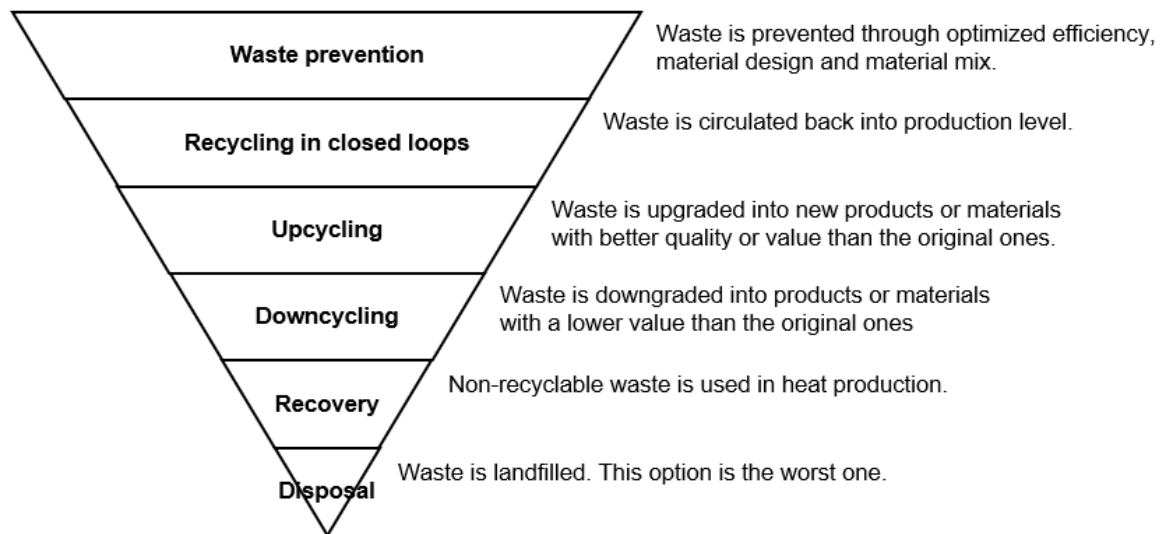 Waste prevention
Waste is prevented through optimized efficiency,
material design and material mix.
Recycling in closed loops
Waste is circulated back into production level.
Upcycling
Waste is upgraded into new products or materials
with better quality or value than the original ones.
Downcycling
Waste is downgraded into products or materials
with a lower value than the original ones
Recovery
Non-recyclable waste is used in heat production.
Disposal
Waste is landfilled. This option is the worst one.